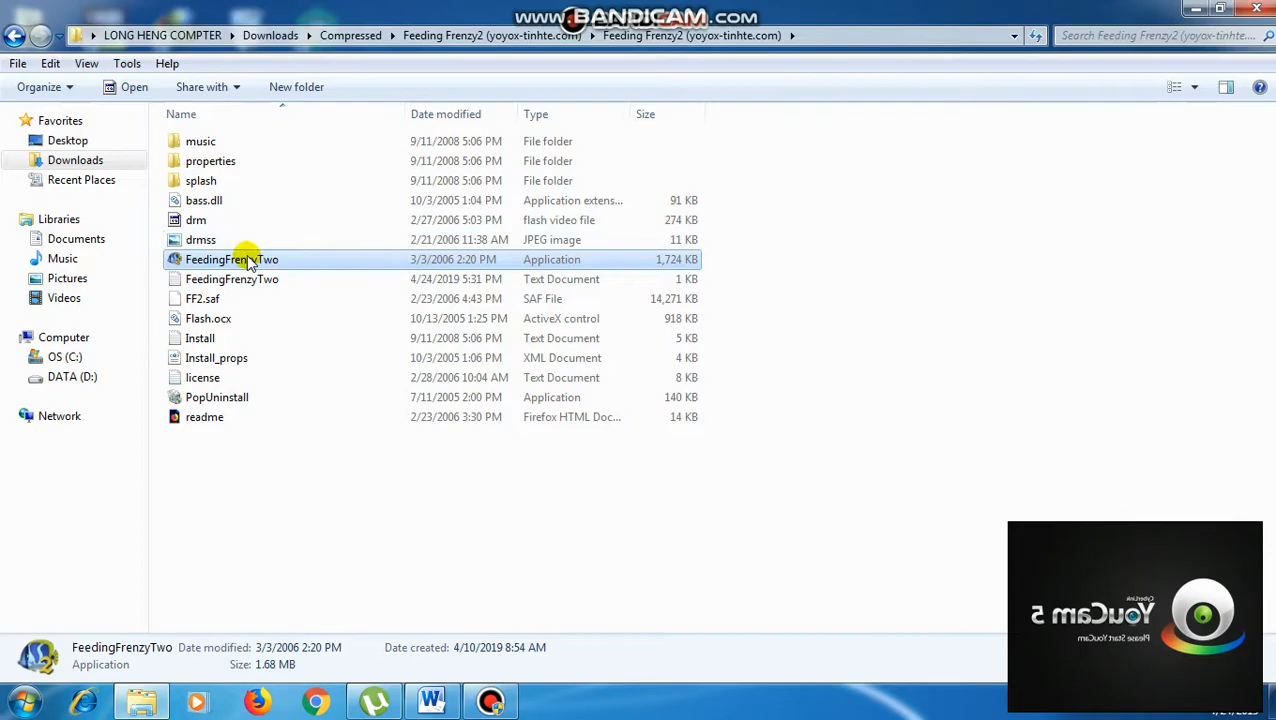 www.BANDICAM.com
LONG HENG COMPTER Downloads Compressed Feeding Frenzy2 (yoyox-tinhte.com) Feeding Frenzy2 (yoyox-tinhte.com) Search Feeding Frenzy2 (yoyox-tinhte.com)
File Edit View Tools Help
Organize Open Share with New folder
Name Date modified Type Size
Favorites
Desktop
Downloads
Recent Places
Libraries
Documents
Music
Pictures
Videos
Computer
OS (C:)
DATA (D:)
Network
music 9/11/2008 5:06 PM File folder
properties 9/11/2008 5:06 PM File folder
splash 9/11/2008 5:06 PM File folder
bass.dll 10/3/2005 1:04 PM Application extens... 91 KB
drm 2/27/2006 5:03 PM flash video file 274 KB
drmss 2/21/2006 11:38 AM JPEG image 11 KB
FeedingFrenzyTwo 3/3/2006 2:20 PM Application 1,724 KB
FeedingFrenzyTwo 4/24/2019 5:31 PM Text Document 1 KB
FF2.saf 2/23/2006 4:43 PM SAF File 14,271 KB
Flash.ocx 10/13/2005 1:25 PM ActiveX control 918 KB
Install 9/11/2008 5:06 PM Text Document 5 KB
Install_props 10/3/2005 1:06 PM XML Document 4 KB
license 2/28/2006 10:04 AM Text Document 8 KB
PopUninstall 7/11/2005 2:00 PM Application 140 KB
readme 2/23/2006 3:30 PM Firefox HTML Doc... 14 KB
CyberLink
YouCam 5
Please Start YouCam
FeedingFrenzyTwo Date modified: 3/3/2006 2:20 PM Date created: 4/10/2019 8:54 AM
Application Size: 1.68 MB